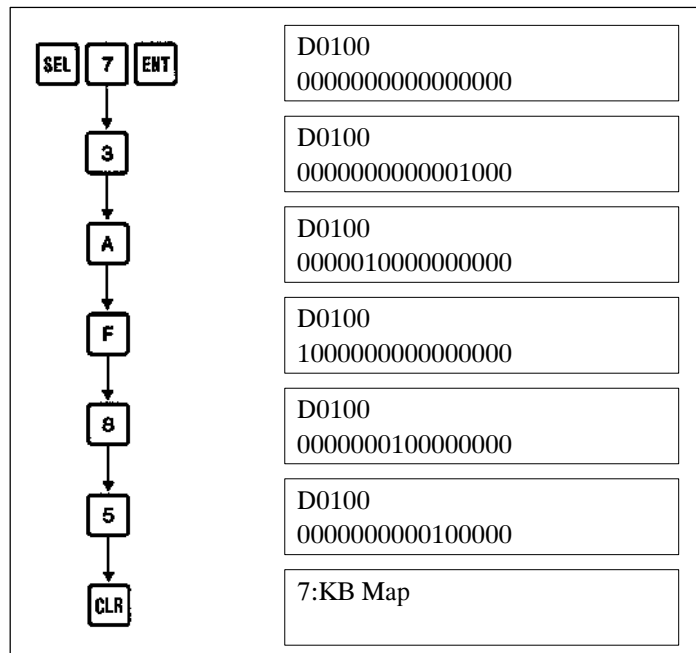 SEL 7 ENT
D0100
0000000000000000
3
D0100
0000000000001000
A
D0100
0000010000000000
F
D0100
1000000000000000
8
D0100
0000000100000000
5
D0100
0000000000100000
CLR
7:KB Map